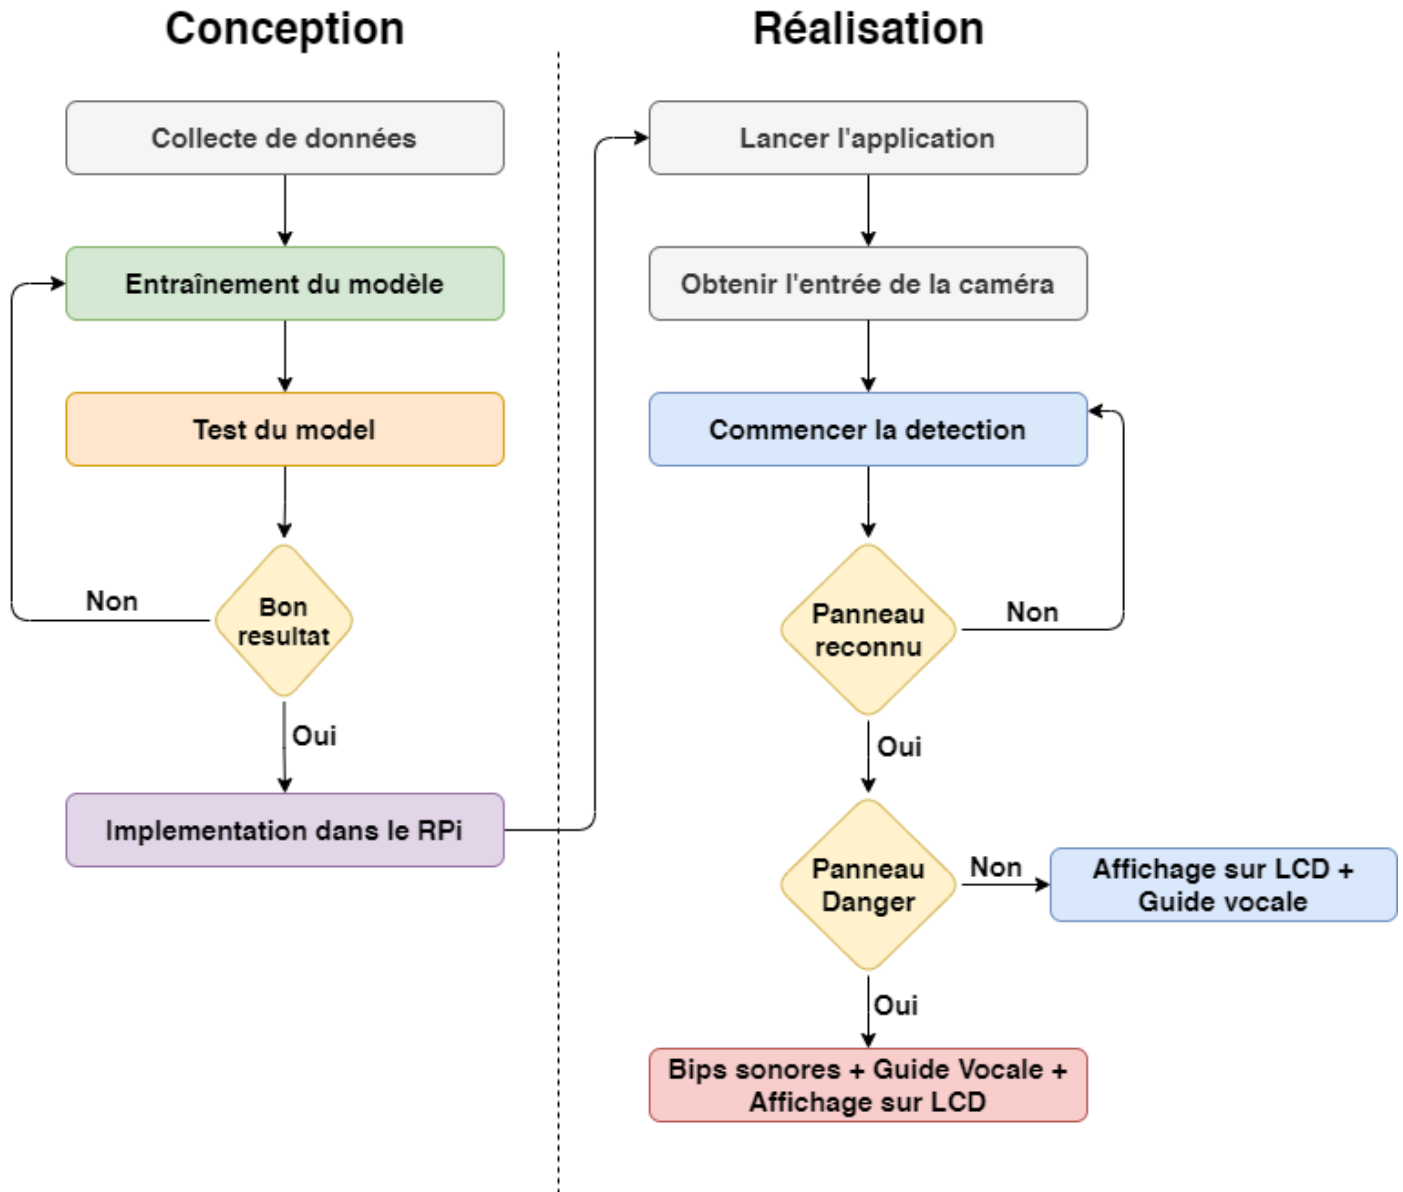 Conception
Collecte de données
Entraînement du modèle
Test du model
Bon
resultat
Non
Oui
Implementation dans le RPi
Réalisation
Lancer l'application
Obtenir l'entrée de la caméra
Commencer la detection
Panneau
reconnu
Non
Oui
Panneau
Danger
Non
Affichage sur LCD +
Guide vocale
Oui
Bips sonores + Guide Vocale +
Affichage sur LCD